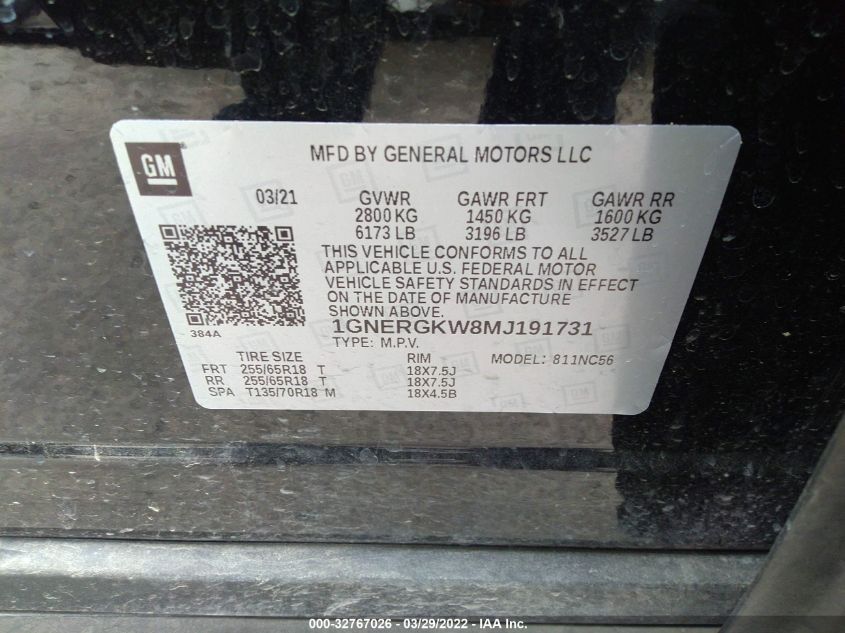 GM
MFD BY GENERAL MOTORS LLC
03/21 GVWR GAWR FRT GAWR RR
2800 KG 1450 KG 1600 KG
6173 LB 3196 LB 3527 LB
THIS VEHICLE CONFORMS TO ALL
APPLICABLE U.S. FEDERAL MOTOR
VEHICLE SAFETY STANDARDS IN EFFECT
ON THE DATE OF MANUFACTURE
SHOWN ABOVE.
384A
1GNERGKW8MJ191731
TYPE: M.P.V.
TIRE SIZE RIM MODEL: 811NC56
FRT 255/65R18 T 18X7.5J
RR 255/65R18 T 18X7.5J
SPA T135/70R18 M 18X4.5B
000-32767026 - 03/29/2022 - IAA Inc.